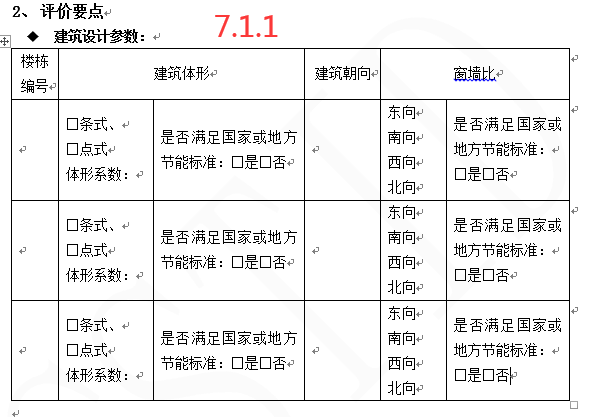 2、评价要点
7.1.1
◆ 建筑设计参数：
楼栋编号 建筑体形 建筑朝向 窗墙比
☐条式、
☐点式
体形系数：
是否满足国家或地方
节能标准：☐是☐否
东向
南向
西向
北向
是否满足国家或
地方节能标准：
☐是☐否
☐条式、
☐点式
体形系数：
是否满足国家或地方
节能标准：☐是☐否
东向
南向
西向
北向
是否满足国家或
地方节能标准：
☐是☐否
☐条式、
☐点式
体形系数：
是否满足国家或地方
节能标准：☐是☐否
东向
南向
西向
北向
是否满足国家或
地方节能标准：
☐是☐否